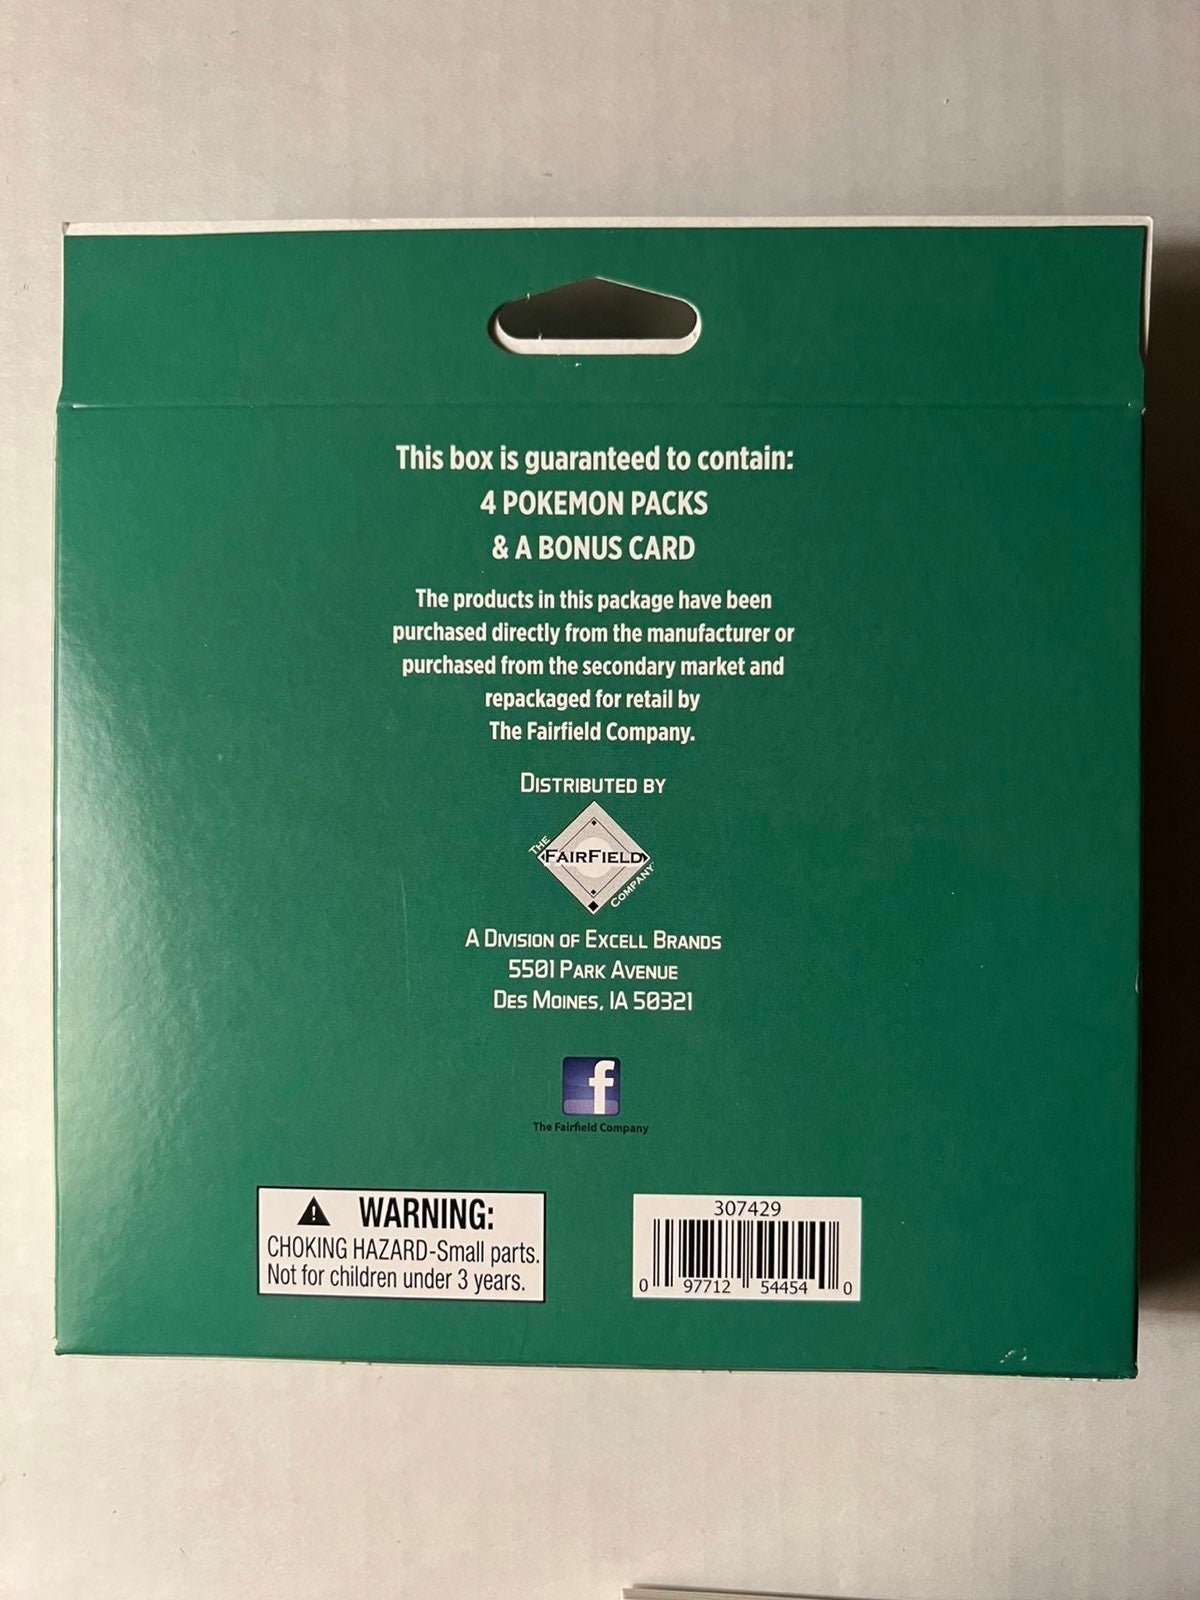 This box is guaranteed to contain:
4 POKEMON PACKS
& A BONUS CARD
The products in this package have been
purchased directly from the manufacturer or
purchased from the secondary market and
repackaged for retail by
The Fairfield Company.
DISTRIBUTED BY
THE
FAIRFIELD
COMPANY
A DIVISION OF EXCELL BRANDS
5501 PARK AVENUE
DES MOINES, IA 50321
f
The Fairfield Company
WARNING:
CHOKING HAZARD-Small parts.
Not for children under 3 years.
307429
0 97712 54454 0